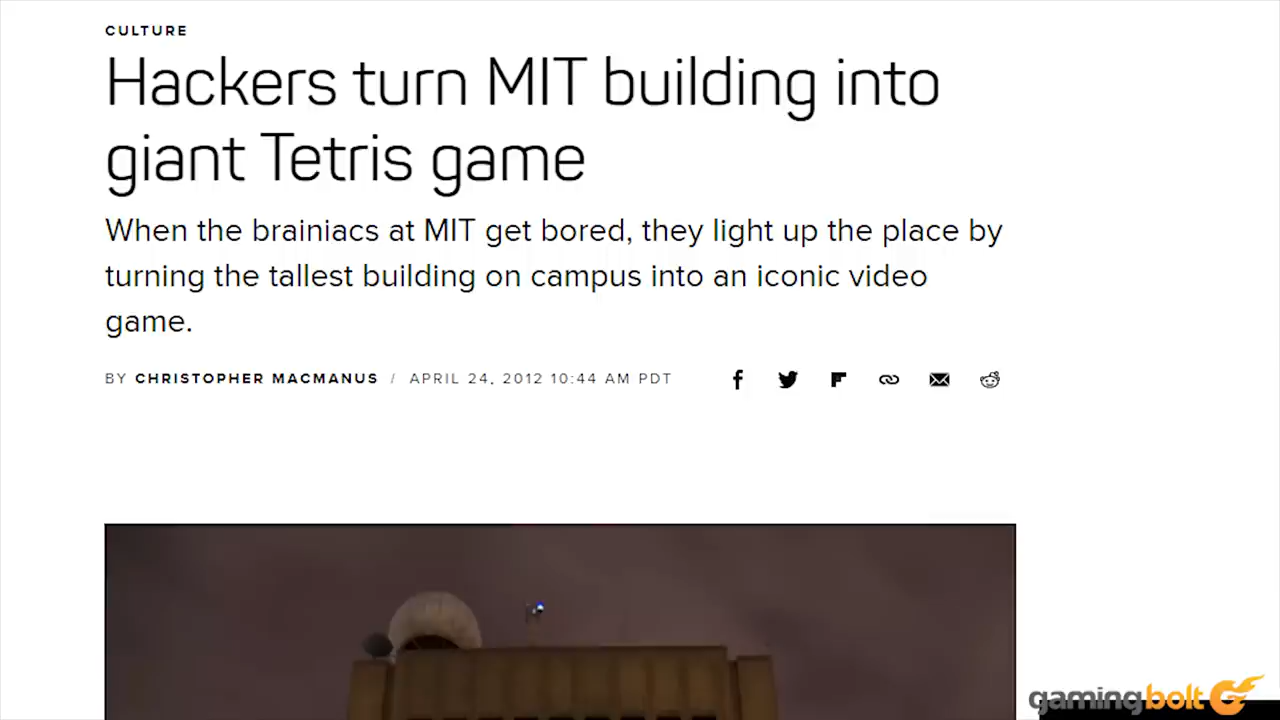 CULTURE
Hackers turn MIT building into
giant Tetris game
When the brainiacs at MIT get bored, they light up the place by
turning the tallest building on campus into an iconic video
game.
BY CHRISTOPHER MACMANUS / APRIL 24, 2012 10:44 AM PDT
gamingbolt